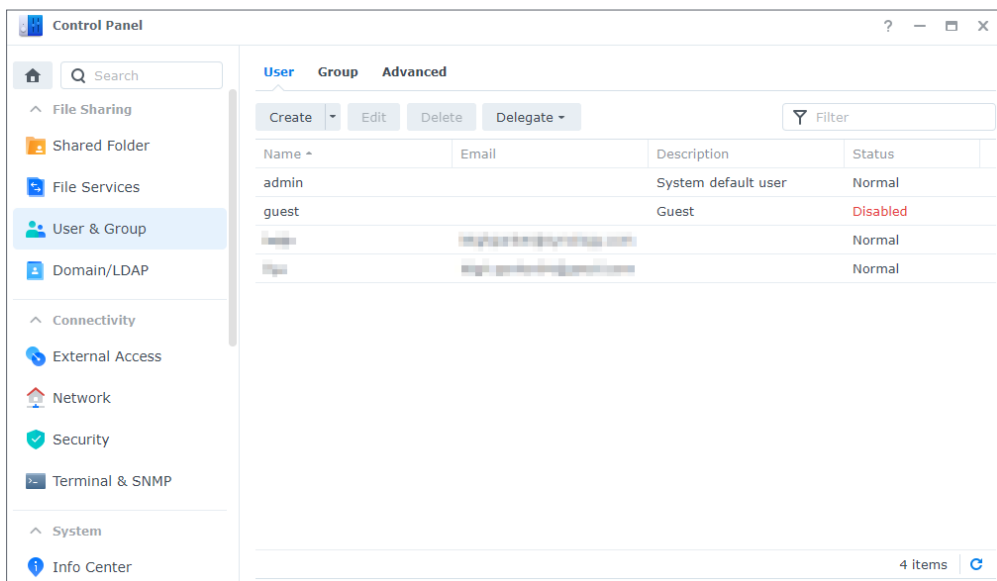 Control Panel
?
Search
User Group Advanced
File Sharing
Shared Folder
File Services
User & Group
Domain/LDAP
Connectivity
External Access
Network
Security
Terminal & SNMP
System
Info Center
Create Edit Delete Delegate Filter
Name Email Description Status
admin System default user Normal
guest Guest Disabled
Normal
Normal
4 items